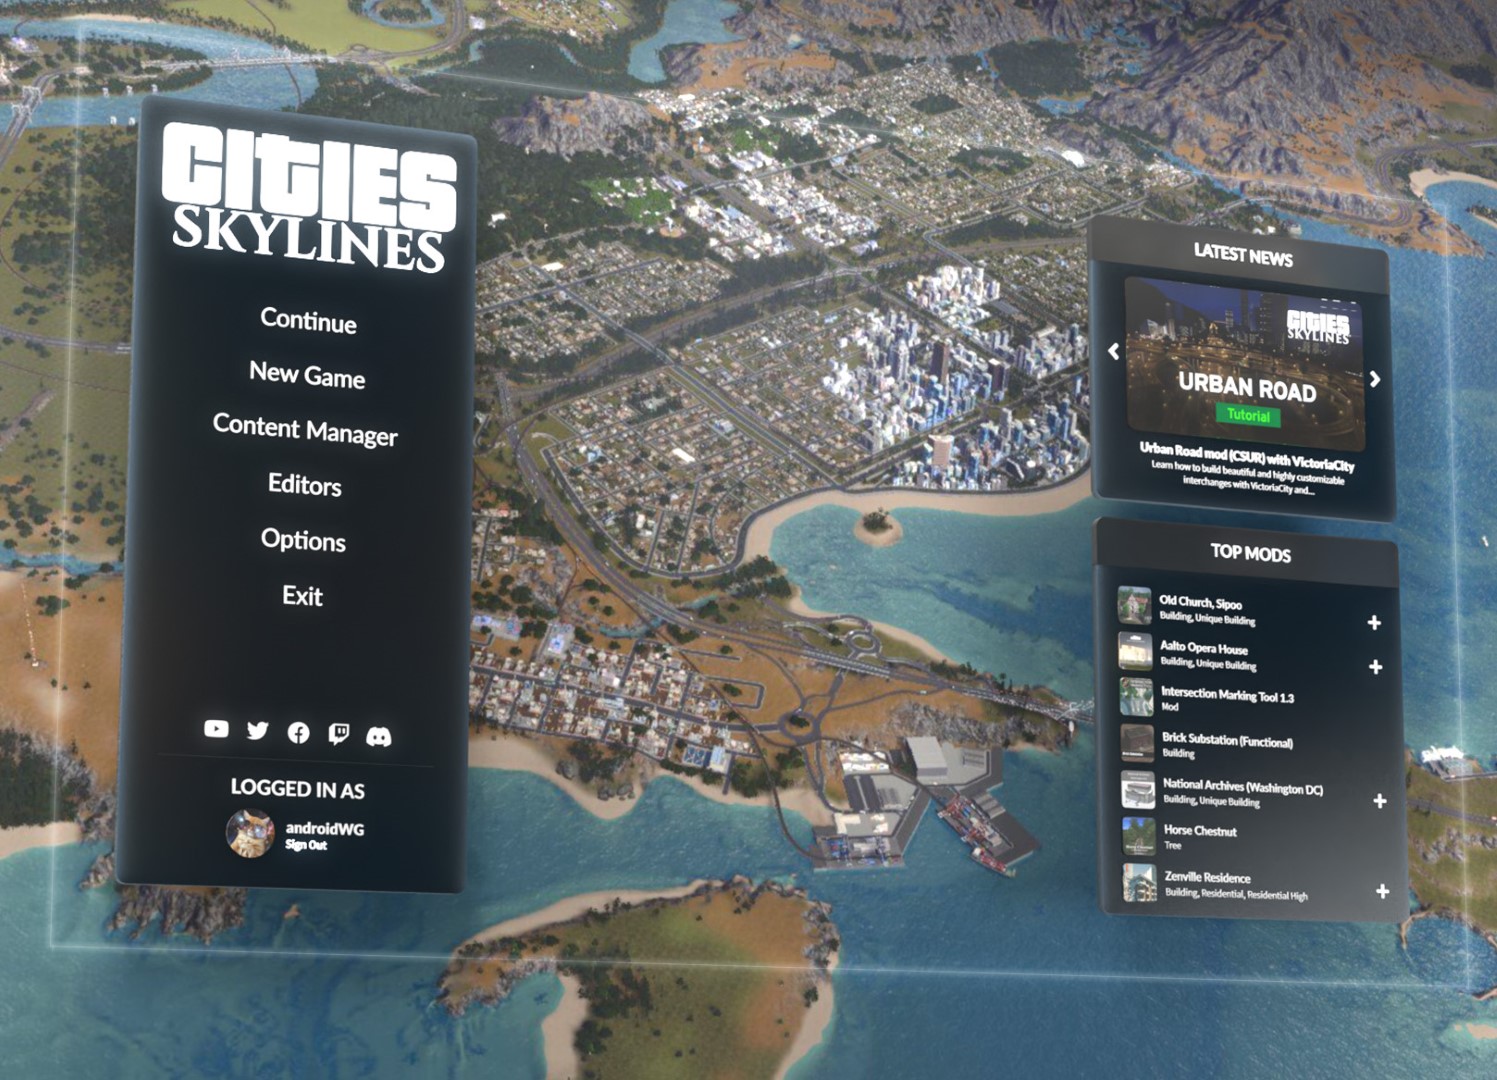 CITIES
SKYLINES
Continue
New Game
Content Manager
Editors
Options
Exit
LOGGED IN AS
androidWG
Sign Out
LATEST NEWS
CITIES
SKYLINES
URBAN ROAD
Tutorial
Urban Road mod (CSUR) with VictoriaCity
Learn how to build beautiful and highly customizable
interchanges with VictoriaCity and...
TOP MODS
Old Church, Sipoo
Building, Unique Building
Aalto Opera House
Building, Unique Building
Intersection Marking Tool 1.3
Mod
Brick Substation (Functional)
Building
National Archives (Washington DC)
Building, Unique Building
Horse Chestnut
Tree
Zenville Residence
Building, Residential, Residential High